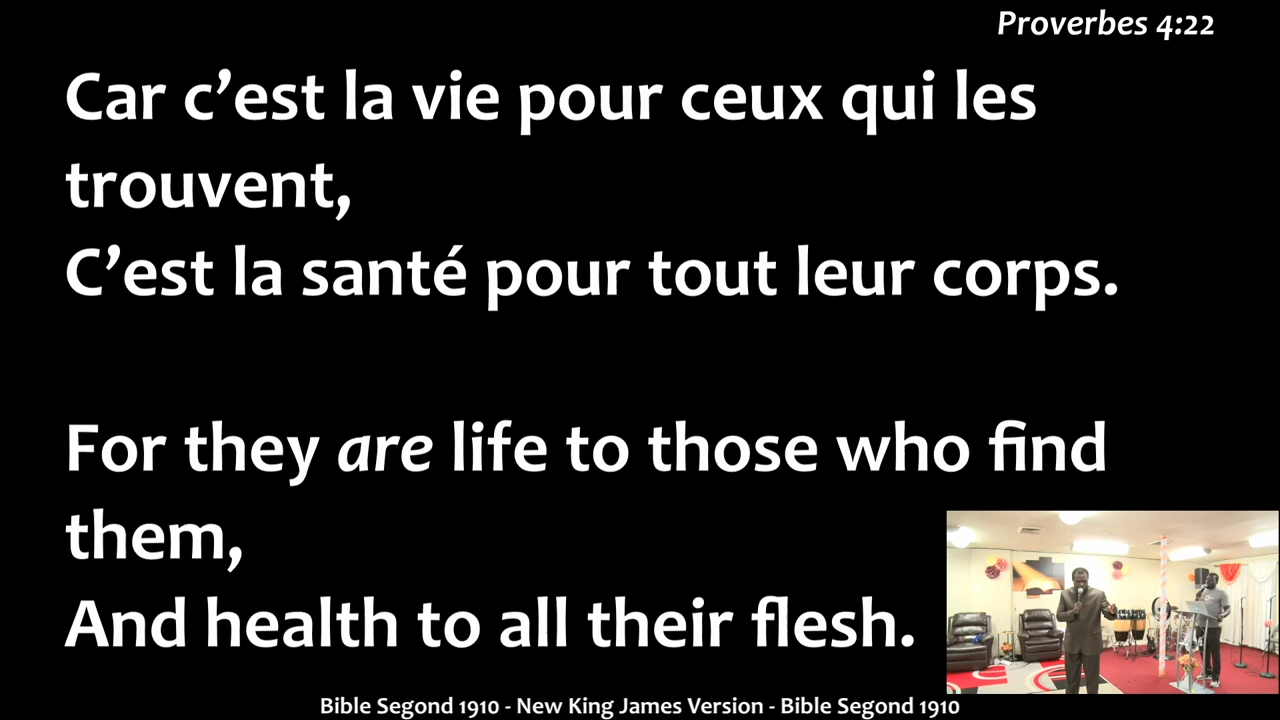 Proverbes 4:22
Car c’est la vie pour ceux qui les
trouvent,
C’est la santé pour tout leur corps.
For they are life to those who find
them,
And health to all their flesh.
Bible Segond 1910 - New King James Version - Bible Segond 1910